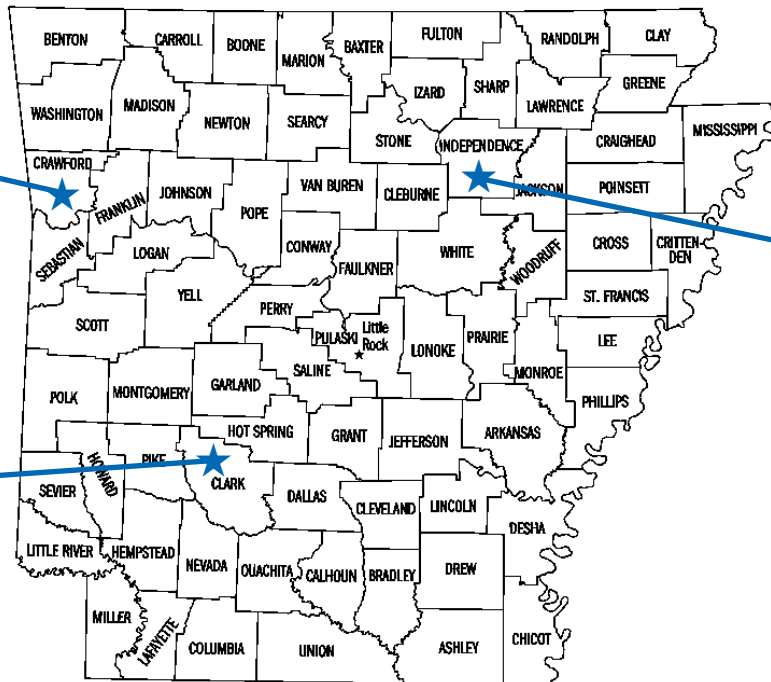 BENTON
CARROLL
BOONE
MARION
BAXTER
FULTON
RANDOLPH
CLAY
WASHINGTON
MADISON
NEWTON
SEARCY
IZARD
SHARP
LAWRENCE
GREENE
STONE
INDEPENDENCE
CRAIGHEAD
MISSISSIPPI
CRAWFORD
FRANKLIN
JOHNSON
POPE
VAN BUREN
CLEBURNE
JACKSON
POINSETT
SEBASTIAN
LOGAN
CONWAY
FAULKNER
WHITE
WOODRUFF
CROSS
CRITTEN-
DEN
SCOTT
YELL
PERRY
PULASKI
Little
Rock
LONOKE
PRAIRIE
ST. FRANCIS
LEE
MONROE
PHILLIPS
POLK
MONTGOMERY
GARLAND
SALINE
HOT SPRING
GRANT
JEFFERSON
ARKANSAS
SEVIER
HOWARD
PIKE
CLARK
DALLAS
CLEVELAND
LINCOLN
DESHA
LITTLE RIVER
HEMPSTEAD
NEVADA
OUACHITA
CALHOUN
BRADLEY
DREW
MILLER
LAFAYETTE
COLUMBIA
UNION
ASHLEY
CHICOT